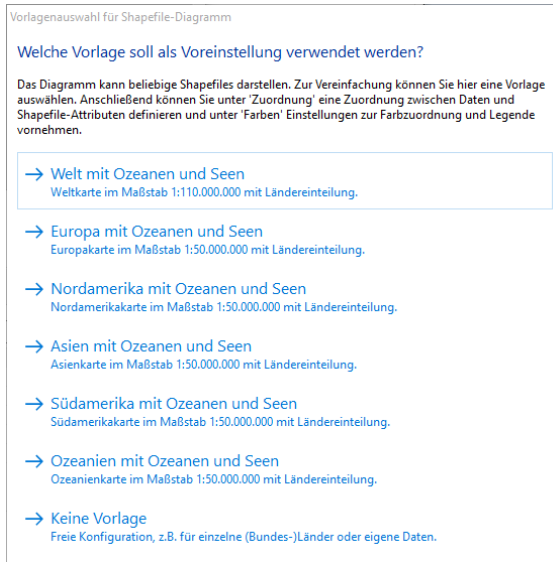 Vorlagenauswahl für Shapefile-Diagramm
Welche Vorlage soll als Voreinstellung verwendet werden?
Das Diagramm kann beliebige Shapefiles darstellen. Zur Vereinfachung können Sie hier eine Vorlage
auswählen. Anschließend können Sie unter 'Zuordnung' eine Zuordnung zwischen Daten und
Shapefile-Attributen definieren und unter 'Farben' Einstellungen zur Farbzuordnung und Legende
vornehmen.
Welt mit Ozeanen und Seen
Weltkarte im Maßstab 1:110.000.000 mit Ländereinteilung.
Europa mit Ozeanen und Seen
Europakarte im Maßstab 1:50.000.000 mit Ländereinteilung.
Nordamerika mit Ozeanen und Seen
Nordamerikakarte im Maßstab 1:50.000.000 mit Ländereinteilung.
Asien mit Ozeanen und Seen
Asienkarte im Maßstab 1:50.000.000 mit Ländereinteilung.
Südamerika mit Ozeanen und Seen
Südamerikakarte im Maßstab 1:50.000.000 mit Ländereinteilung.
Ozeanien mit Ozeanen und Seen
Ozeanienkarte im Maßstab 1:50.000.000 mit Ländereinteilung.
Keine Vorlage
Freie Konfiguration, z.B. für einzelne (Bundes-)Länder oder eigene Daten.